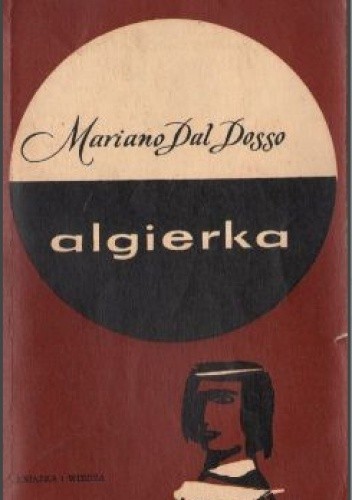 Mariano Dal Dosso
algierka
KSIĄŻKA I WIEDZA